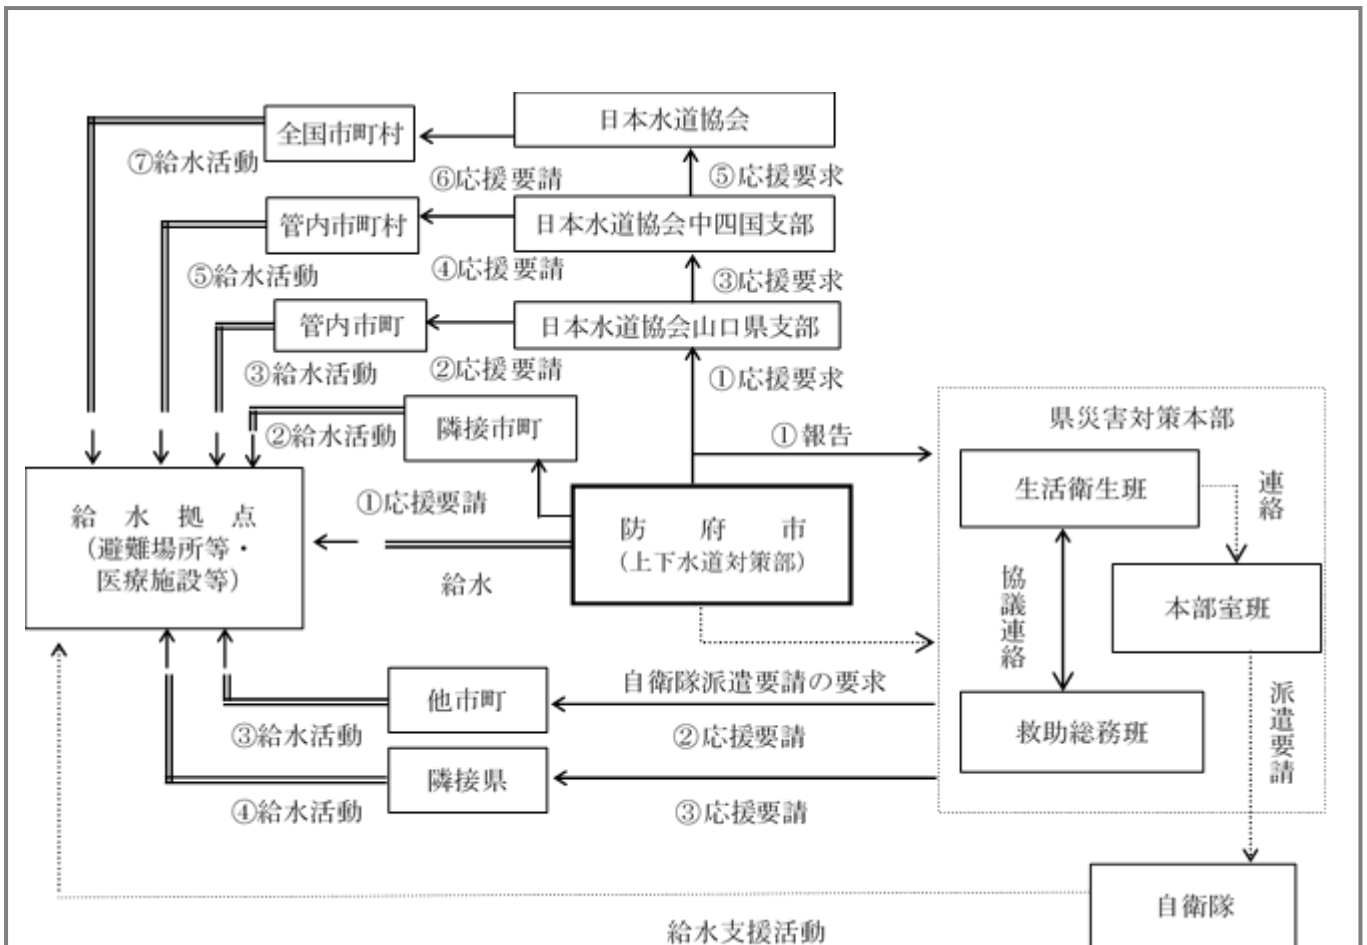 日本水道協会
全国市町村
⑦給水活動
⑥応援要請
⑤応援要求
管内市町村
日本水道協会中四国支部
⑤給水活動
④応援要請
③応援要求
管内市町
日本水道協会山口県支部
③給水活動
②応援要請
①応援要求
隣接市町
②給水活動
①報告
県災害対策本部
生活衛生班
連絡
①応援要請
給水拠点
(避難場所等・
医療施設等)
防府市
(上下水道対策部)
給水
協議連絡
本部室班
他市町
自衛隊派遣要請の要求
③給水活動
②応援要請
救助総務班
派遣要請
隣接県
④給水活動
③応援要請
自衛隊
給水支援活動